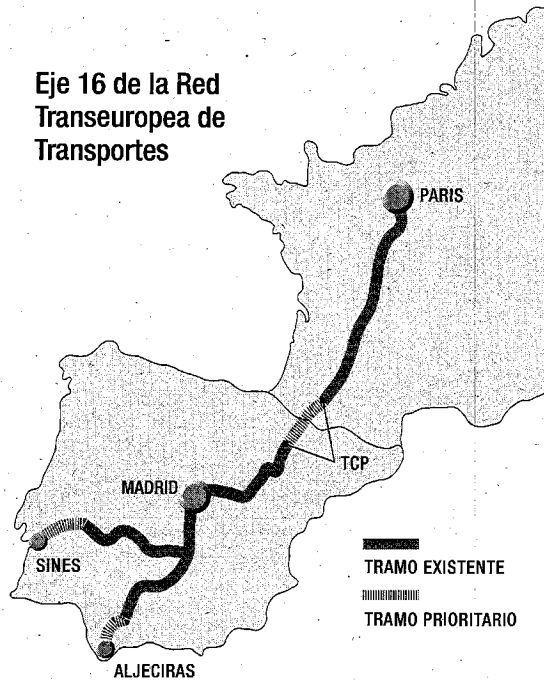 Eje 16 de la Red
Transeuropea de
Transportes
PARIS
TCP
MADRID
SINES
TRAMO EXISTENTE
TRAMO PRIORITARIO
ALJECIRAS